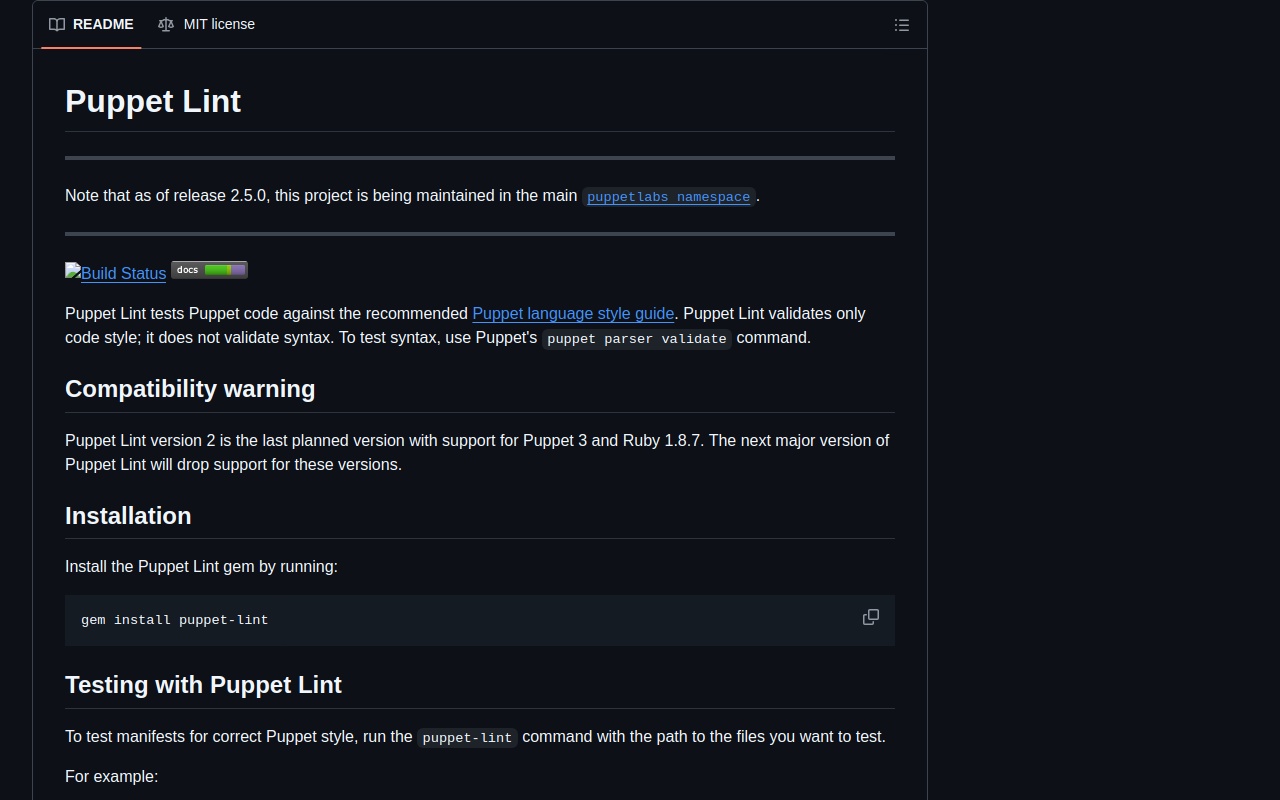 README
MIT license
Puppet Lint
Note that as of release 2.5.0, this project is being maintained in the main puppetlabs namespace.
Build Status docs
Puppet Lint tests Puppet code against the recommended Puppet language style guide. Puppet Lint validates only
code style; it does not validate syntax. To test syntax, use Puppet's puppet parser validate command.
Compatibility warning
Puppet Lint version 2 is the last planned version with support for Puppet 3 and Ruby 1.8.7. The next major version of
Puppet Lint will drop support for these versions.
Installation
Install the Puppet Lint gem by running:
gem install puppet-lint
Testing with Puppet Lint
To test manifests for correct Puppet style, run the puppet-lint command with the path to the files you want to test.
For example: